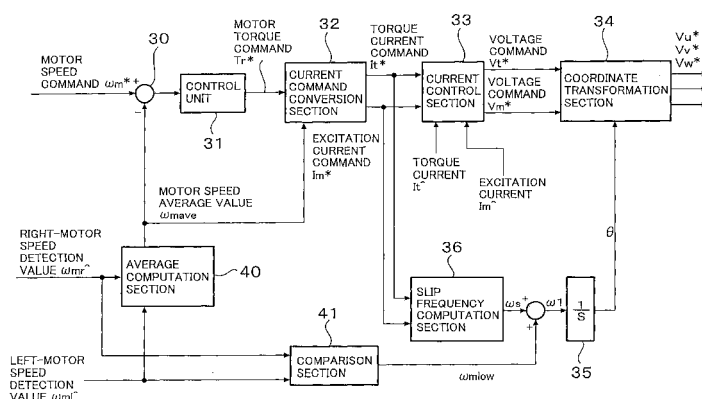 MOTOR
SPEED
COMMAND ωm*
+
-
30
CONTROL
UNIT
31
MOTOR
TORQUE
COMMAND
Tr*
32
CURRENT
COMMAND
CONVERSION
SECTION
TORQUE
CURRENT
COMMAND
It*
EXCITATION
CURRENT
COMMAND
Im*
33
CURRENT
CONTROL
SECTION
TORQUE
CURRENT
It^
EXCITATION
CURRENT
Im^
VOLTAGE
COMMAND
Vt*
VOLTAGE
COMMAND
Vm*
34
COORDINATE
TRANSFORMATION
SECTION
Vu*
Vv*
Vw*
MOTOR SPEED
AVERAGE VALUE
ωmave
RIGHT-MOTOR
SPEED
DETECTION
VALUE ωmr^
AVERAGE
COMPUTATION
SECTION
40
36
SLIP
FREQUENCY
COMPUTATION
SECTION
ωs
+
+
ω1
1
S
35
θ
41
COMPARISON
SECTION
ωmlow
LEFT-MOTOR
SPEED
DETECTION
VALUE ωml^